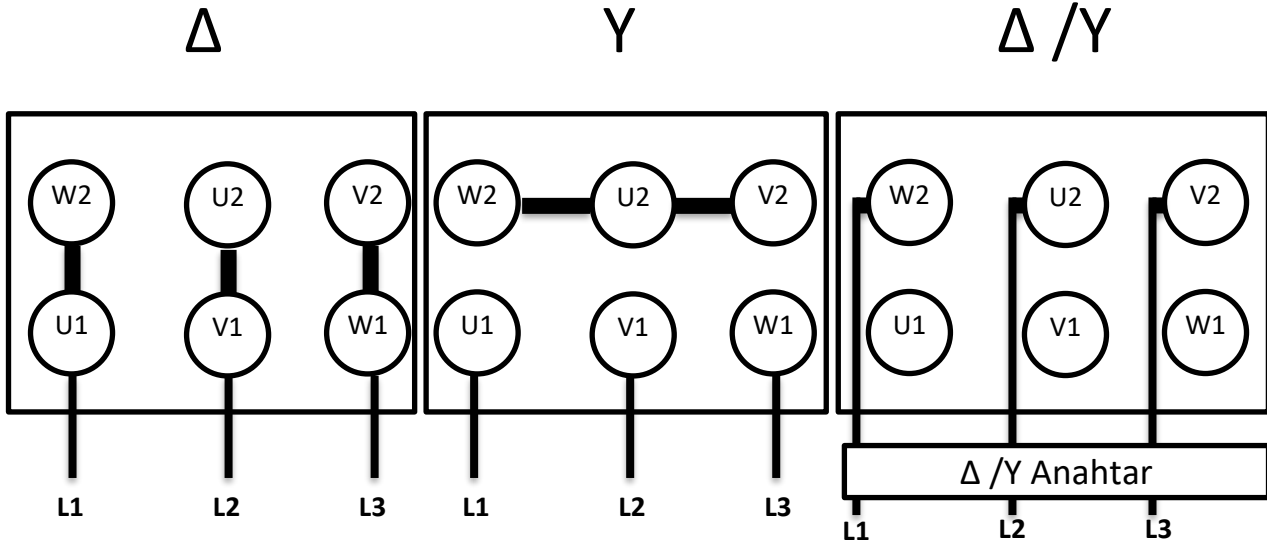 Δ Y Δ /Y
W2 U2 V2 W2 U2 V2 W2 U2 V2
U1 V1 W1 U1 V1 W1 U1 V1 W1
Δ /Y Anahtar
L1 L2 L3 L1 L2 L3 L1 L2 L3